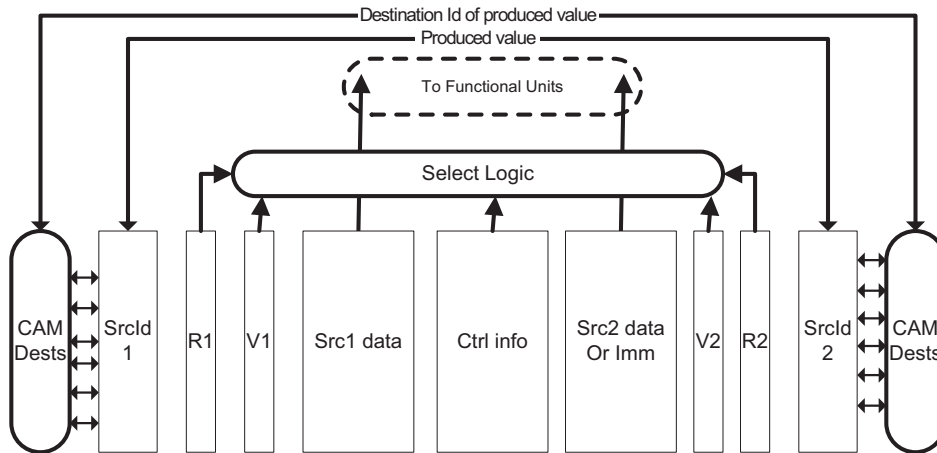 Destination Id of produced value
Produced value
To Functional Units
Select Logic
CAM
Dests
SrcId
1
R1
V1
Src1 data
Ctrl info
Src2 data
Or Imm
V2
R2
SrcId
2
CAM
Dests